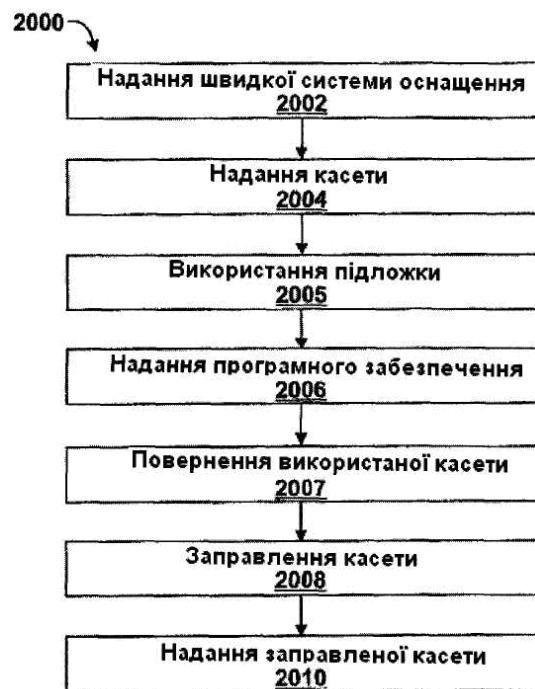 2000
Надання швидкої системи оснащення
2002
Надання касети
2004
Використання підложки
2005
Надання програмного забезпечення
2006
Повернення використаної касети
2007
Заправлення касети
2008
Надання заправленої касети
2010